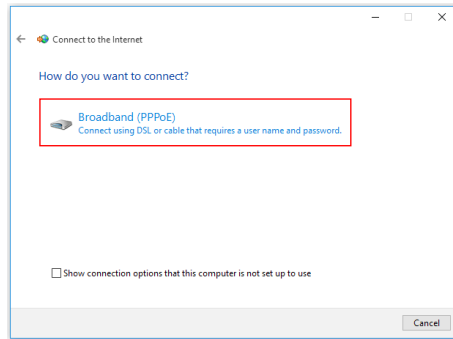 Connect to the Internet
How do you want to connect?
Broadband (PPPoE)
Connect using DSL or cable that requires a user name and password.
Show connection options that this computer is not set up to use
Cancel